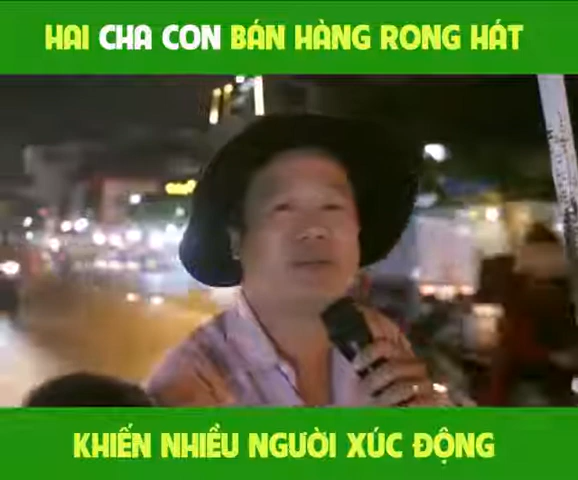 HAI CHA CON BÁN HÀNG RONG HÁT
KHIẾN NHIỀU NGƯỜI XÚC ĐỘNG